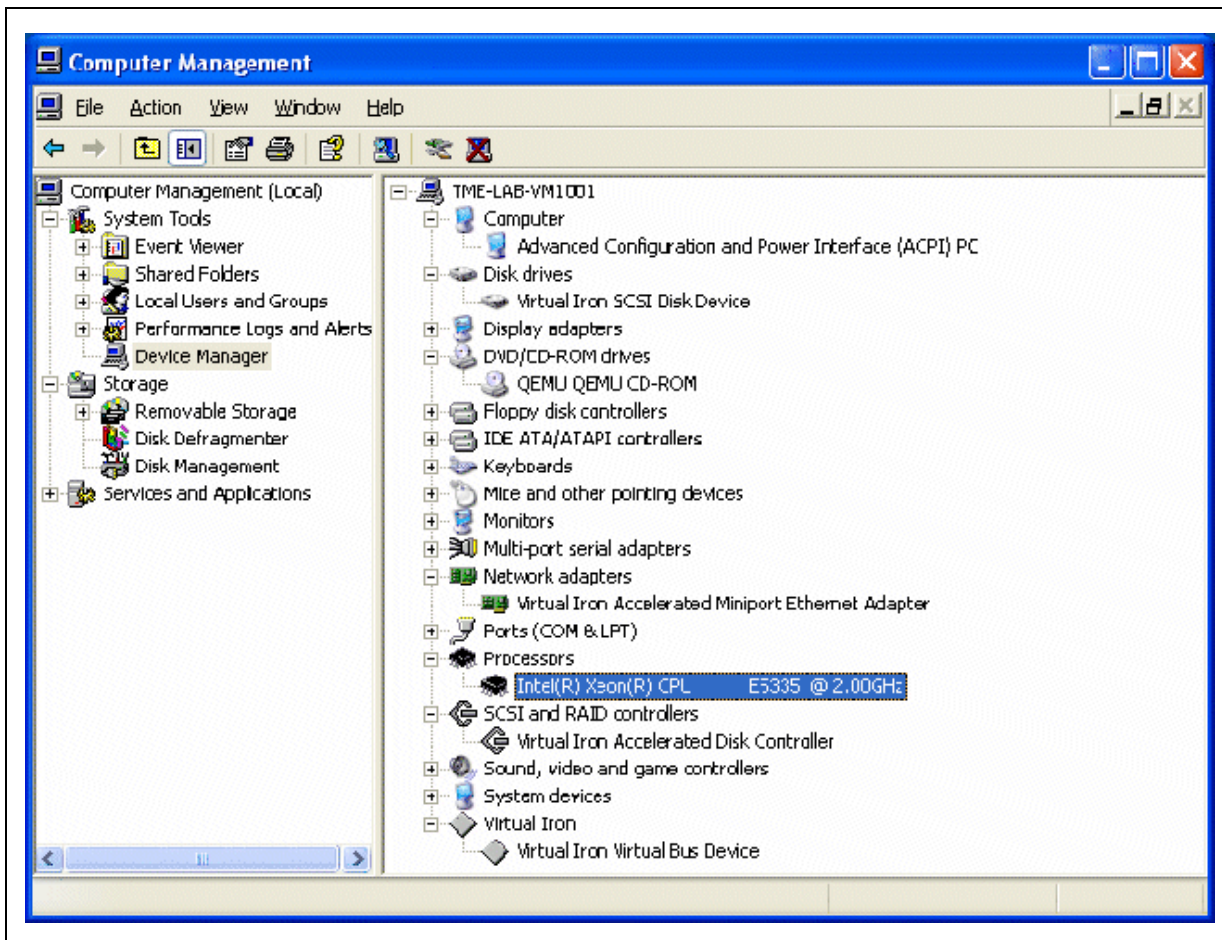 Computer Management
File Action View Window Help
Computer Management (Local)
System Tools
Event Viewer
Shared Folders
Local Users and Groups
Performance Logs and Alerts
Device Manager
Storage
Removable Storage
Disk Defragmenter
Disk Management
Services and Applications
TME-LAB-VM1001
Computer
Advanced Configuration and Power Interface (ACPI) PC
Disk drives
Virtual Iron SCSI Disk Device
Display adapters
DVD/CD-ROM drives
QEMU QEMU CD-ROM
Floppy disk controllers
IDE ATA/ATAPI controllers
Keyboards
Mice and other pointing devices
Monitors
Multi-port serial adapters
Network adapters
Virtual Iron Accelerated Miniport Ethernet Adapter
Ports (COM & LPT)
Processors
Intel(R) Xeon(R) CPU E5335 @ 2.00GHz
SCSI and RAID controllers
Virtual Iron Accelerated Disk Controller
Sound, video and game controllers
System devices
Virtual Iron
Virtual Iron Virtual Bus Device